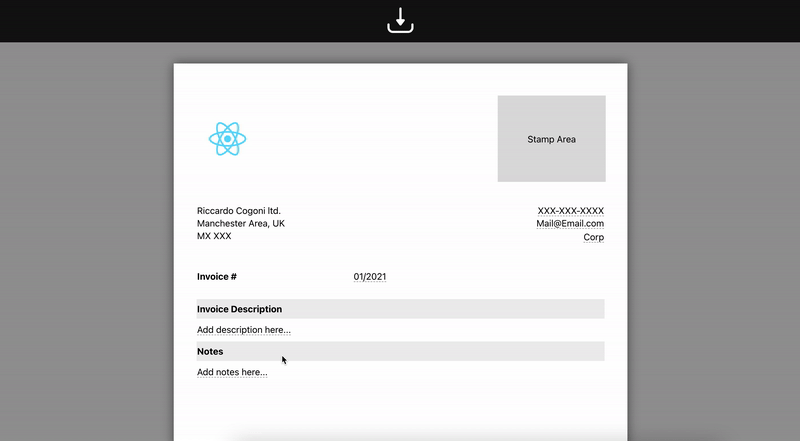 Stamp Area
Riccardo Cogoni ltd.
Manchester Area, UK
MX XXX
XXX-XXX-XXXX
Mail@Email.com
Corp
Invoice # 01/2021
Invoice Description
Add description here...
Notes
Add notes here...